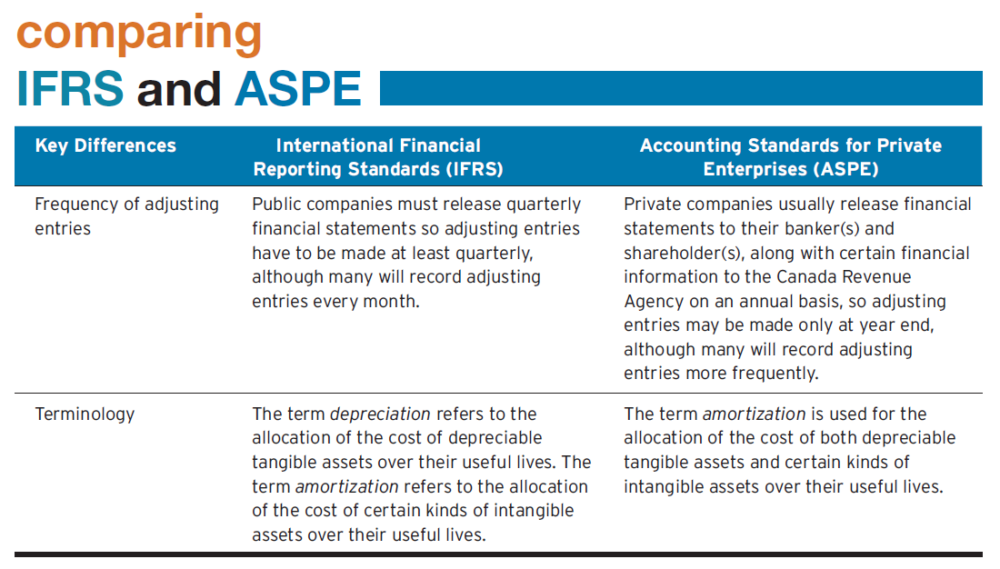 comparing
IFRS and ASPE
Key Differences
International Financial
Reporting Standards (IFRS)
Accounting Standards for Private
Enterprises (ASPE)
Frequency of adjusting
entries
Public companies must release quarterly
financial statements so adjusting entries
have to be made at least quarterly,
although many will record adjusting
entries every month.
Private companies usually release financial
statements to their banker(s) and
shareholder(s), along with certain financial
information to the Canada Revenue
Agency on an annual basis, so adjusting
entries may be made only at year end,
although many will record adjusting
entries more frequently.
Terminology
The term depreciation refers to the
allocation of the cost of depreciable
tangible assets over their useful lives. The
term amortization refers to the allocation
of the cost of certain kinds of intangible
assets over their useful lives.
The term amortization is used for the
allocation of the cost of both depreciable
tangible assets and certain kinds of
intangible assets over their useful lives.